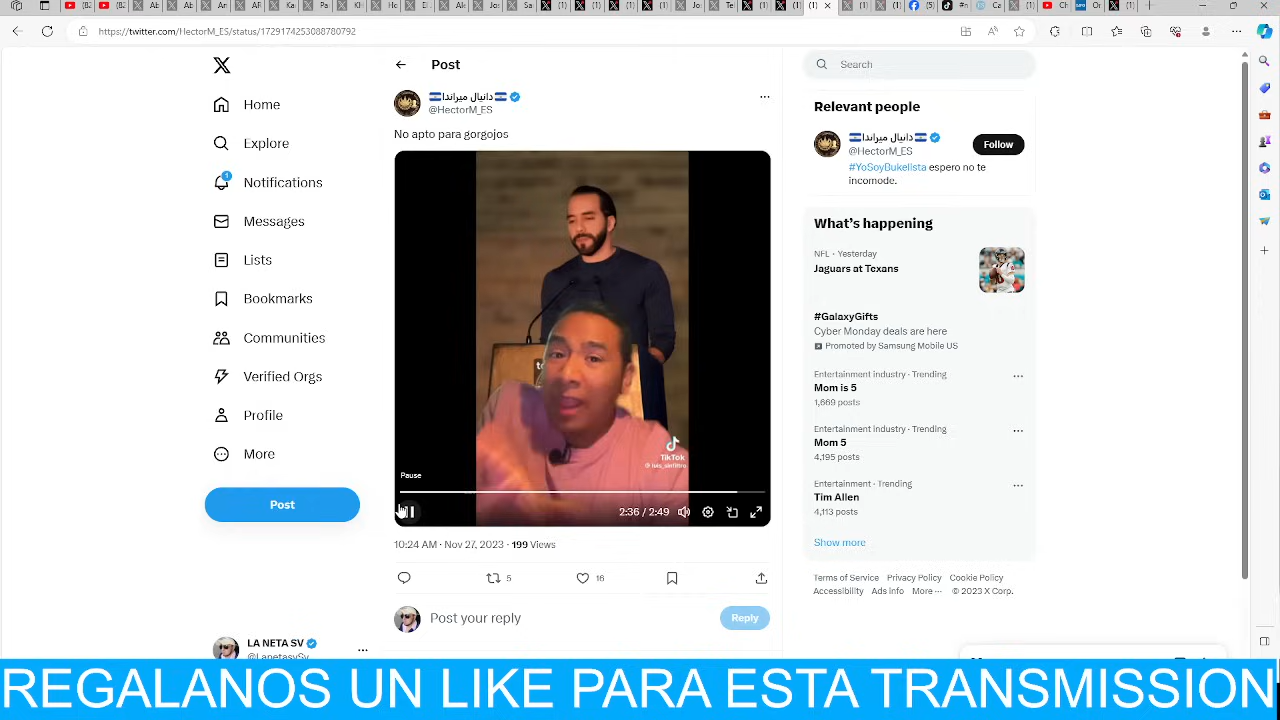 https://twitter.com/HectorM_ES/status/1729174253088780792
Home
Explore
1
Notifications
Messages
Lists
Bookmarks
Communities
Verified Orgs
Profile
More
Post
LA NETA SV
Post
دانيال ميراندا
@HectorM_ES
No apto para gorgojos
TikTok
Pause
2:36 / 2:49
10:24 AM · Nov 27, 2023 · 199 Views
5
16
Post your reply
Reply
Search
Relevant people
دانيال ميراندا
@HectorM_ES
Follow
#YoSoyBukelista espero no te
incomode.
What's happening
NFL · Yesterday
Jaguars at Texans
#GalaxyGifts
Cyber Monday deals are here
Promoted by Samsung Mobile US
Entertainment industry · Trending
Mom is 5
1,669 posts
Entertainment industry · Trending
Mom 5
4,195 posts
Entertainment · Trending
Tim Allen
4,113 posts
Show more
Terms of Service Privacy Policy Cookie Policy
Accessibility Ads info More ··· © 2023 X Corp.
REGALANOS UN LIKE PARA ESTA TRANSMISSION